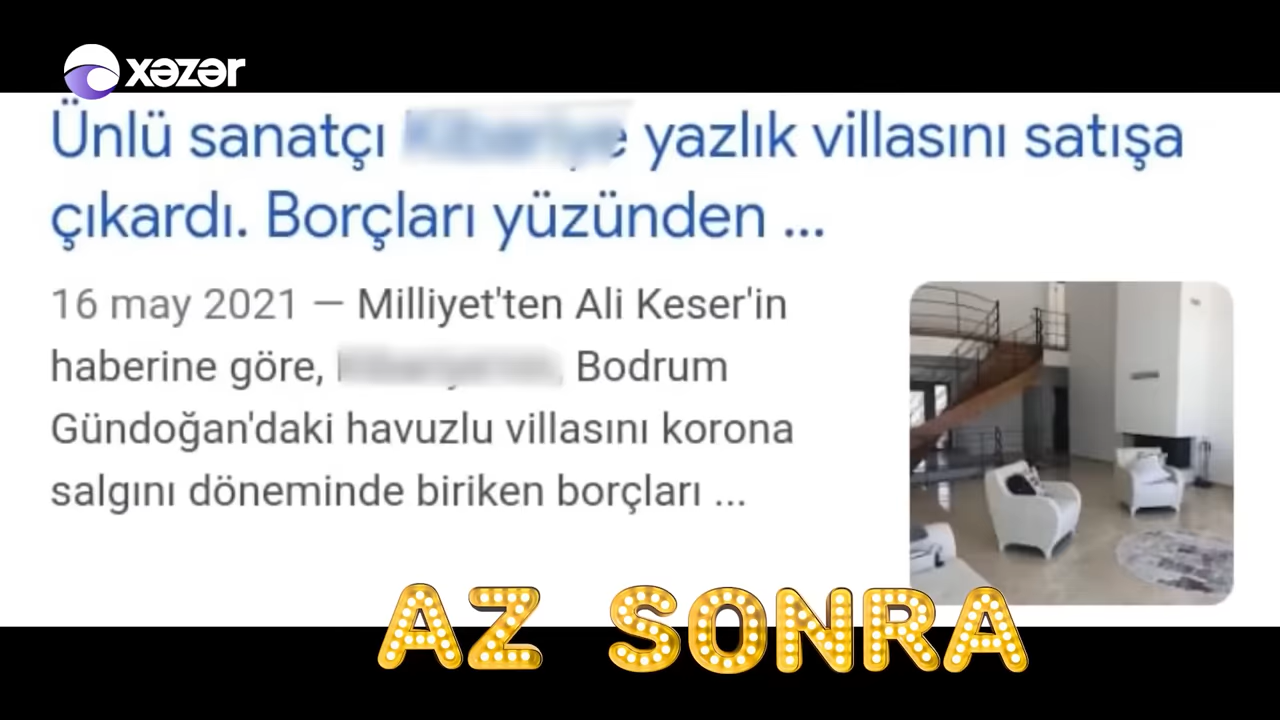 xəzər
Ünlü sanatçı yazlık villasını satışa
çıkardı. Borçları yüzünden ...
16 may 2021 — Milliyet'ten Ali Keser'in
haberine göre, Bodrum
Gündoğan'daki havuzlu villasını korona
salgını döneminde biriken borçları ...
AZ SONRA